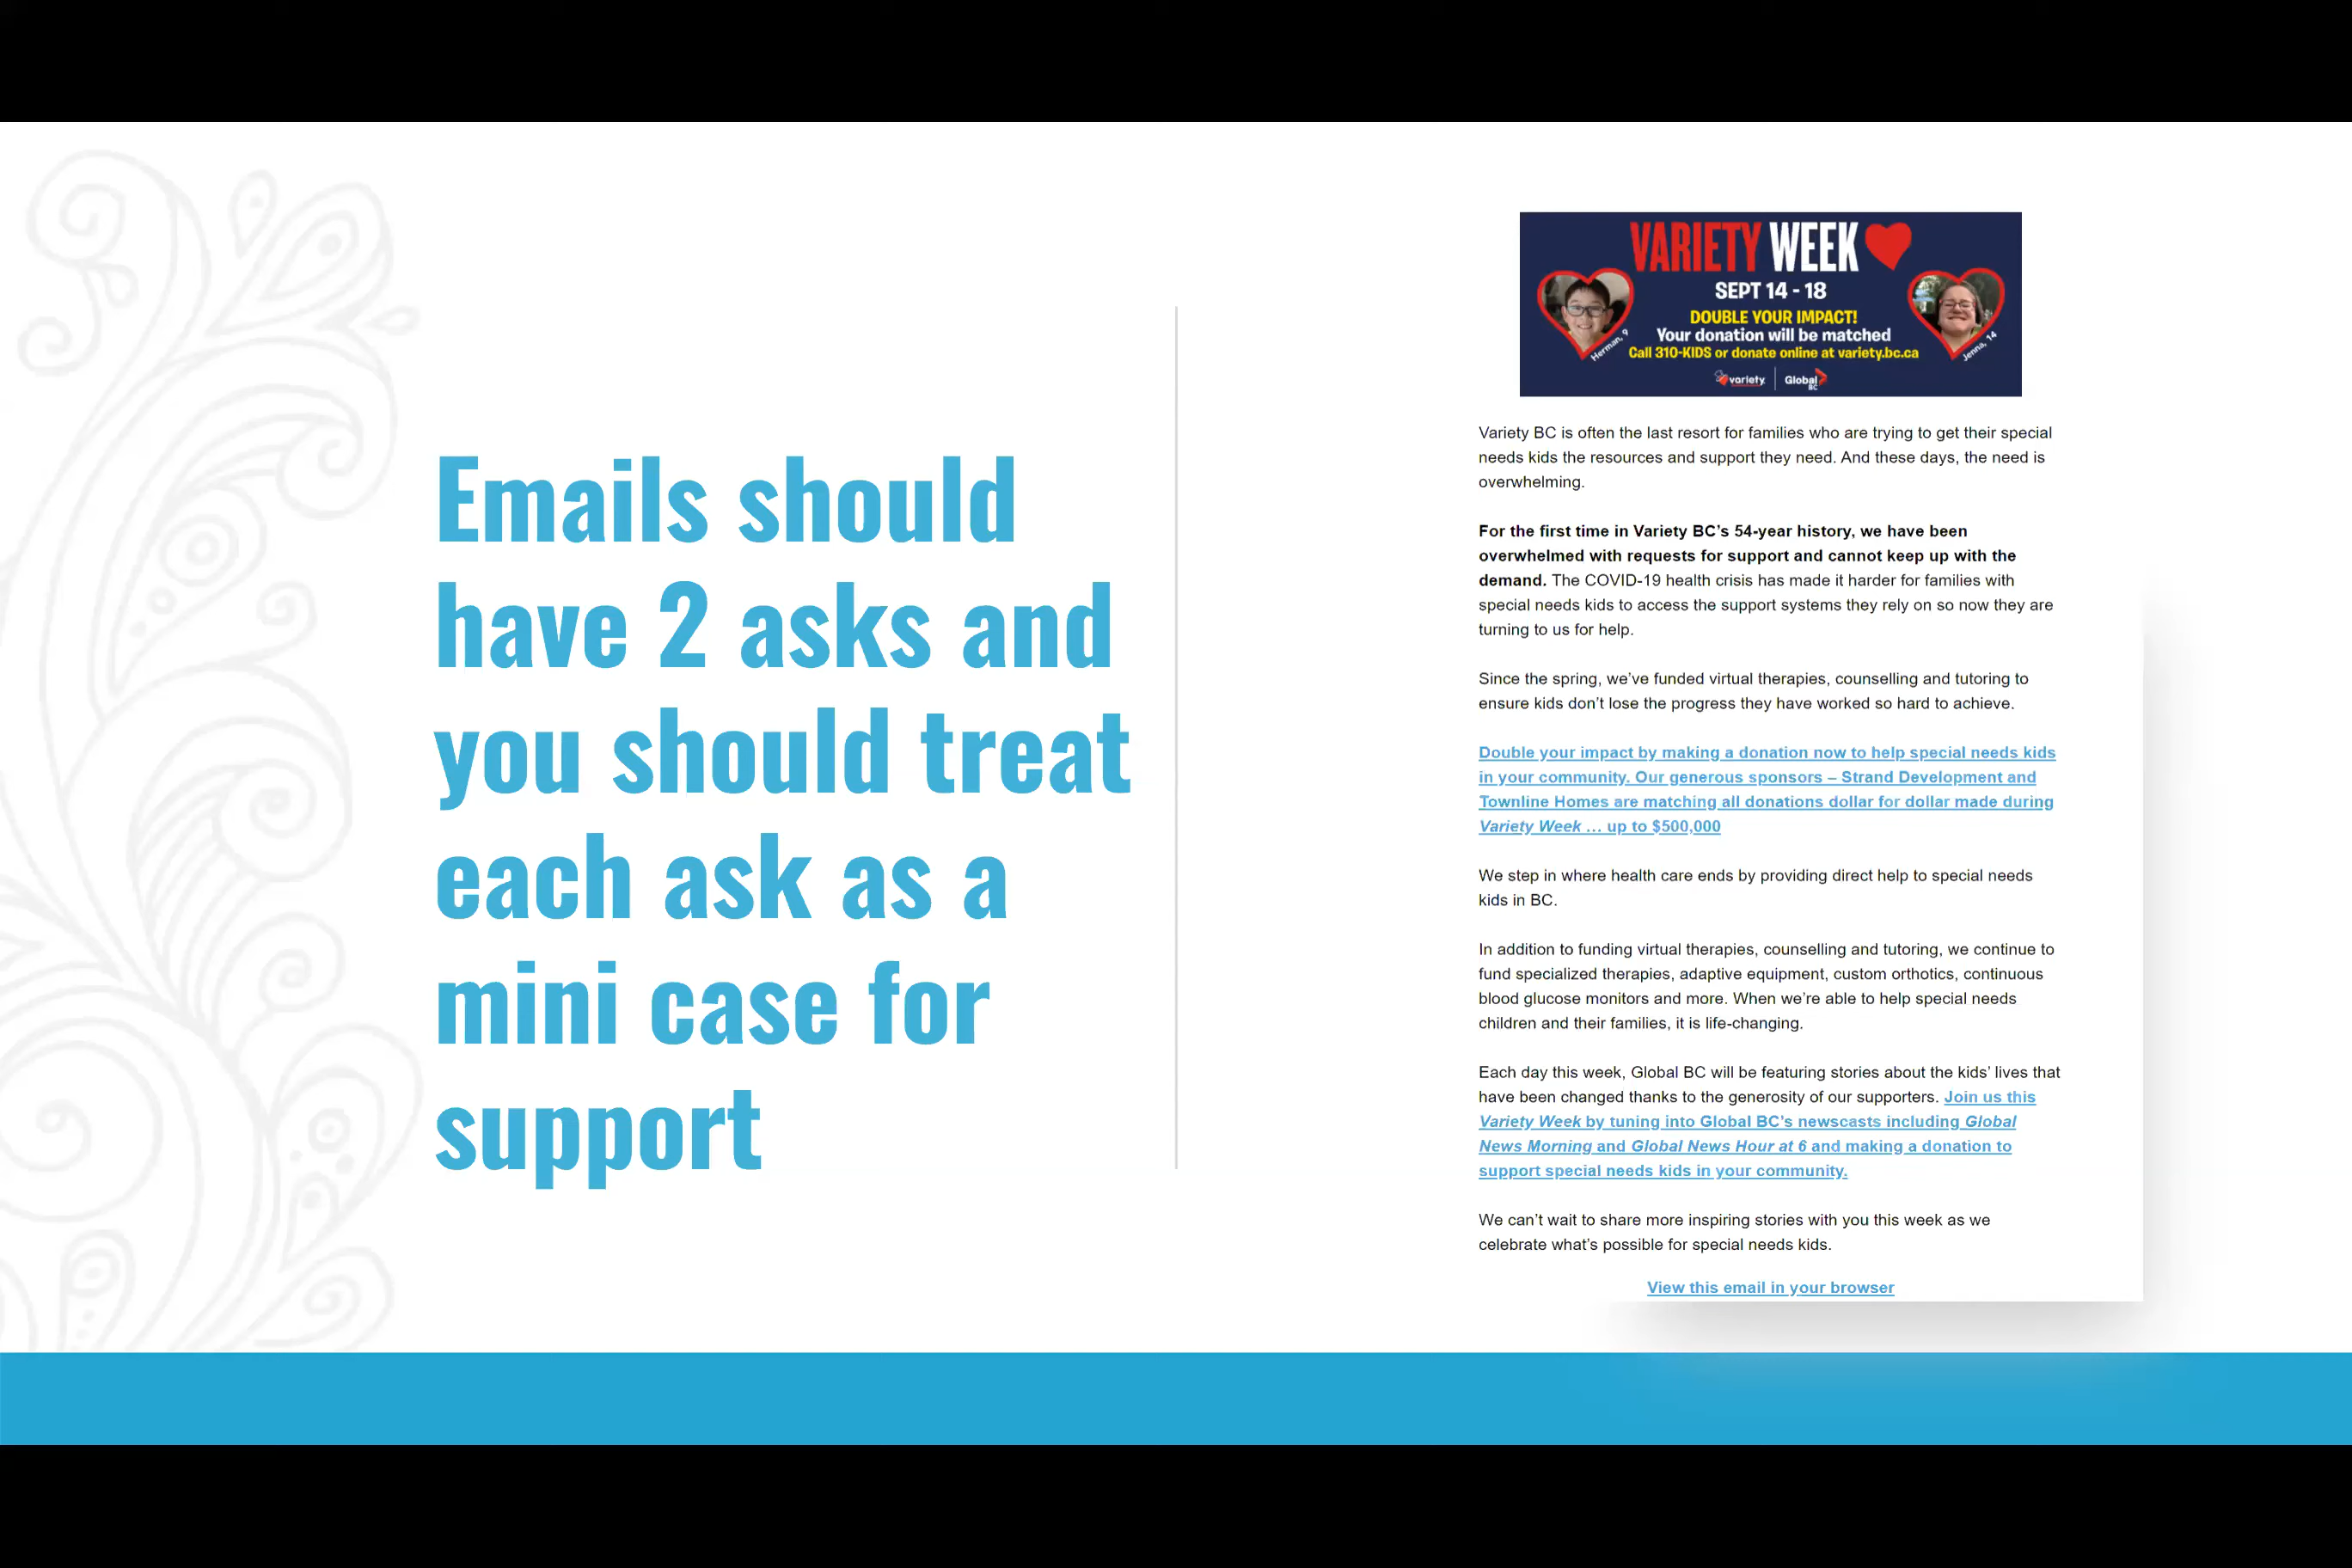 Emails should
have 2 asks and
you should treat
each ask as a
mini case for
support
VARIETY WEEK
SEPT 14 - 18
DOUBLE YOUR IMPACT!
Your donation will be matched
Call 310-KIDS or donate online at variety.bc.ca
Herman, 9
Jenna, 14
variety
Global
BC
Variety BC is often the last resort for families who are trying to get their special
needs kids the resources and support they need. And these days, the need is
overwhelming.
For the first time in Variety BC’s 54-year history, we have been
overwhelmed with requests for support and cannot keep up with the
demand. The COVID-19 health crisis has made it harder for families with
special needs kids to access the support systems they rely on so now they are
turning to us for help.
Since the spring, we’ve funded virtual therapies, counselling and tutoring to
ensure kids don’t lose the progress they have worked so hard to achieve.
Double your impact by making a donation now to help special needs kids
in your community. Our generous sponsors – Strand Development and
Townline Homes are matching all donations dollar for dollar made during
Variety Week … up to $500,000
We step in where health care ends by providing direct help to special needs
kids in BC.
In addition to funding virtual therapies, counselling and tutoring, we continue to
fund specialized therapies, adaptive equipment, custom orthotics, continuous
blood glucose monitors and more. When we’re able to help special needs
children and their families, it is life-changing.
Each day this week, Global BC will be featuring stories about the kids’ lives that
have been changed thanks to the generosity of our supporters. Join us this
Variety Week by tuning into Global BC’s newscasts including Global
News Morning and Global News Hour at 6 and making a donation to
support special needs kids in your community.
We can’t wait to share more inspiring stories with you this week as we
celebrate what’s possible for special needs kids.
View this email in your browser